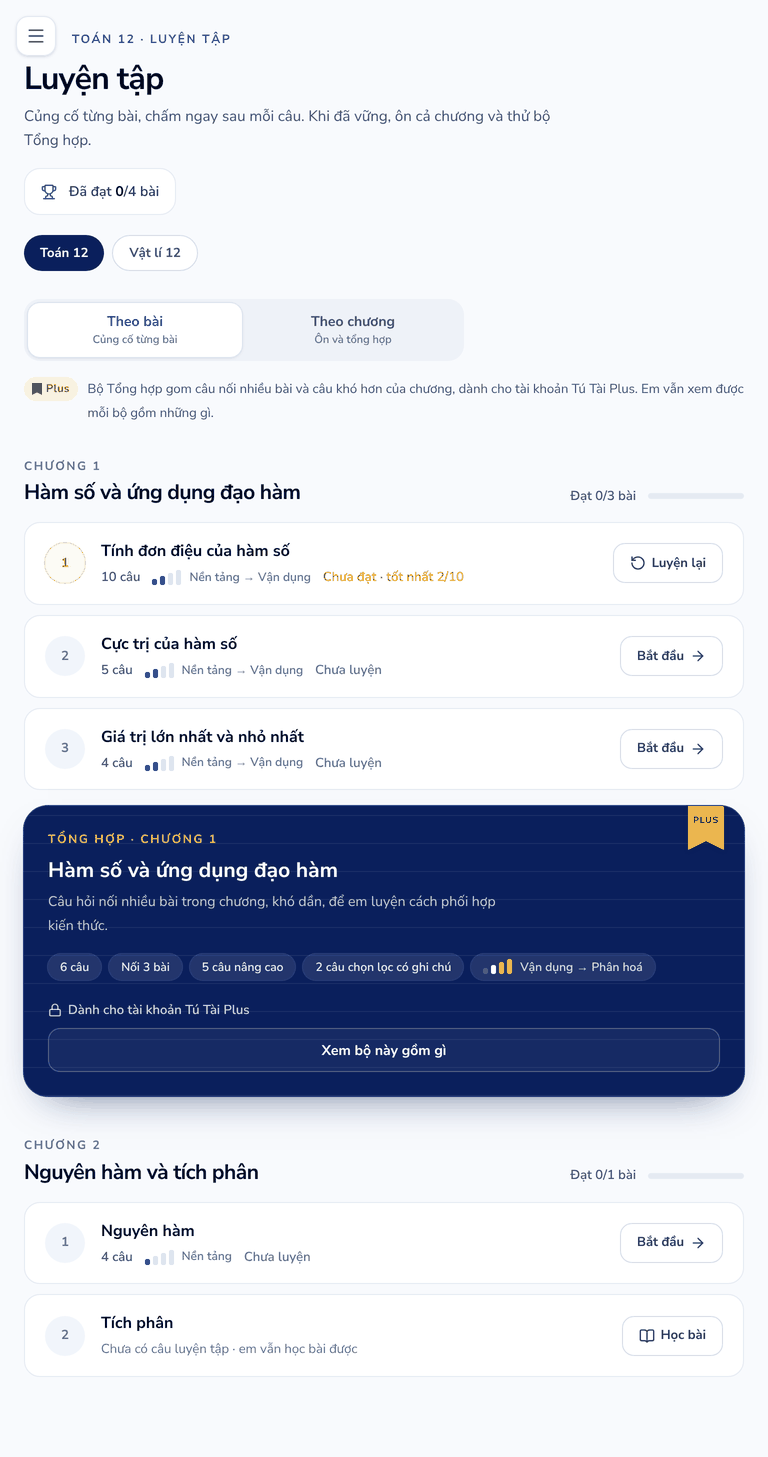 TOÁN 12 · LUYỆN TẬP
Luyện tập
Củng cố từng bài, chấm ngay sau mỗi câu. Khi đã vững, ôn cả chương và thử bộ
Tổng hợp.
Đã đạt 0/4 bài
Toán 12
Vật lí 12
Theo bài
Củng cố từng bài
Theo chương
Ôn và tổng hợp
Plus
Bộ Tổng hợp gom câu nối nhiều bài và câu khó hơn của chương, dành cho tài khoản Tú Tài Plus. Em vẫn xem được
mỗi bộ gồm những gì.
CHƯƠNG 1
Hàm số và ứng dụng đạo hàm
Đạt 0/3 bài
1
Tính đơn điệu của hàm số
10 câu Nền tảng → Vận dụng Chưa đạt · tốt nhất 2/10
Luyện lại
2
Cực trị của hàm số
5 câu Nền tảng → Vận dụng Chưa luyện
Bắt đầu →
3
Giá trị lớn nhất và nhỏ nhất
4 câu Nền tảng → Vận dụng Chưa luyện
Bắt đầu →
PLUS
TỔNG HỢP · CHƯƠNG 1
Hàm số và ứng dụng đạo hàm
Câu hỏi nối nhiều bài trong chương, khó dần, để em luyện cách phối hợp
kiến thức.
6 câu
Nối 3 bài
5 câu nâng cao
2 câu chọn lọc có ghi chú
Vận dụng → Phân hoá
Dành cho tài khoản Tú Tài Plus
Xem bộ này gồm gì
CHƯƠNG 2
Nguyên hàm và tích phân
Đạt 0/1 bài
1
Nguyên hàm
4 câu Nền tảng Chưa luyện
Bắt đầu →
2
Tích phân
Chưa có câu luyện tập · em vẫn học bài được
Học bài